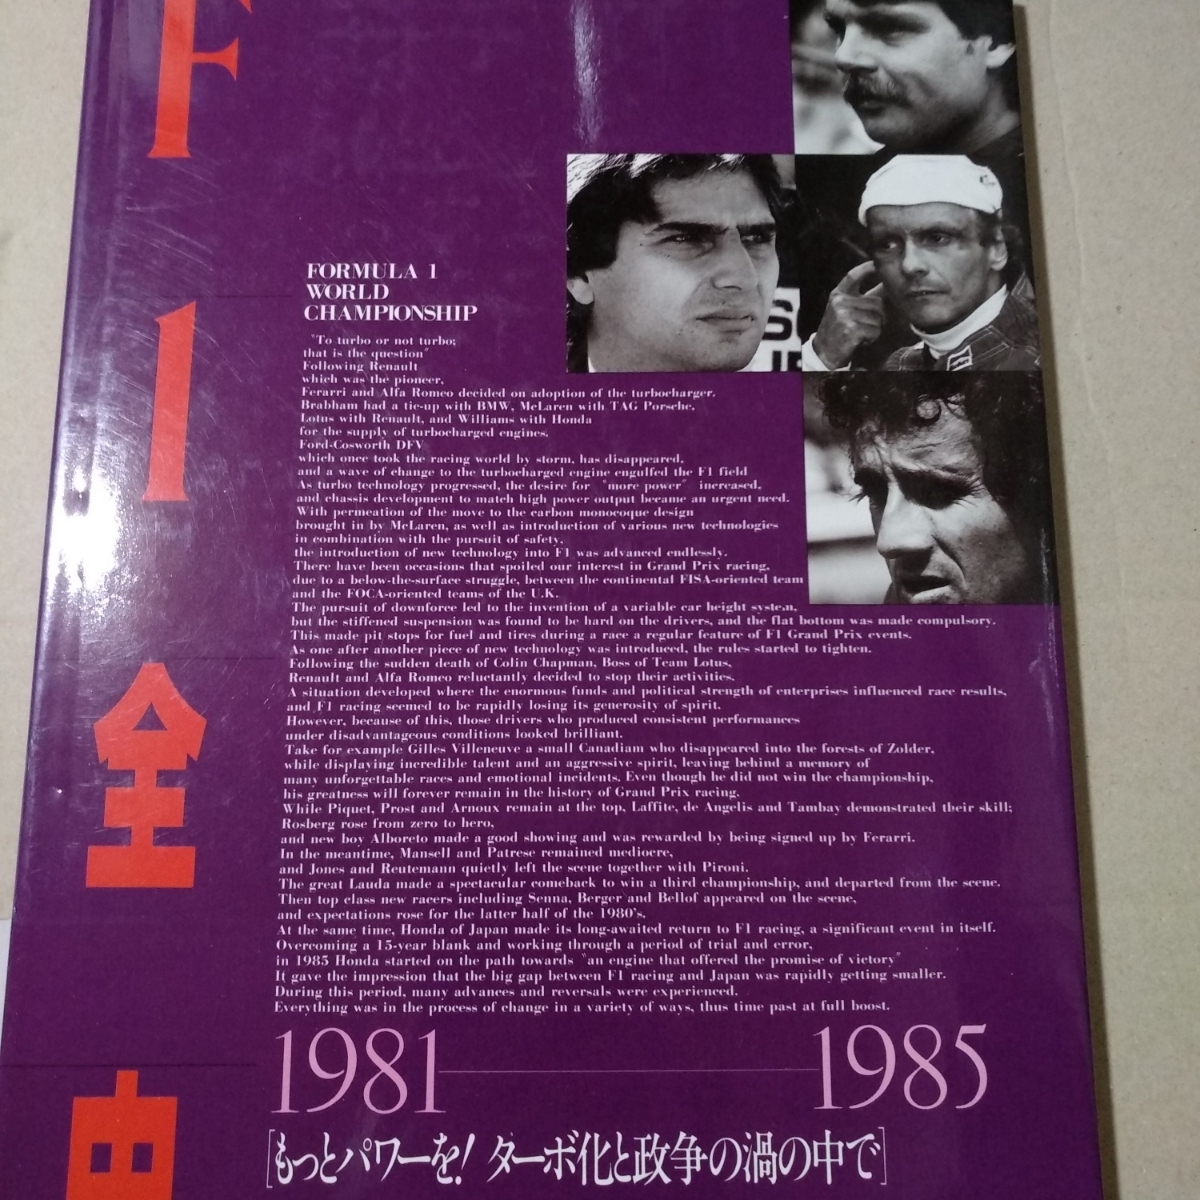 F1全史
FORMULA 1
WORLD
CHAMPIONSHIP
"To turbo or not turbo;
that is the question"
Following Renault
which was the pioneer,
Ferarri and Alfa Romeo decided on adoption of the turbocharger.
Brabham had a tie-up with BMW, McLaren with TAG Porsche,
Lotus with Renault, and Williams with Honda
for the supply of turbocharged engines.
Ford-Cosworth DFV
which once took the racing world by storm, has disappeared,
and a wave of change to the turbocharged engine engulfed the F1 field
As turbo technology progressed, the desire for "more power" increased,
and chassis development to match high power output became an urgent need.
With permeation of the move to the carbon monocoque design
brought in by McLaren, as well as introduction of various new technologies
in combination with the pursuit of safety,
the introduction of new technology into F1 was advanced endlessly.
There have been occasions that spoiled our interest in Grand Prix racing,
due to a below-the-surface struggle, between the continental FISA-oriented team
and the FOCA-oriented teams of the U.K.
The pursuit of downforce led to the invention of a variable car height system,
but the stiffened suspension was found to be hard on the drivers, and the flat bottom was made compulsory.
This made pit stops for fuel and tires during a race a regular feature of F1 Grand Prix events.
As one after another piece of new technology was introduced, the rules started to tighten.
Following the sudden death of Colin Chapman, Boss of Team Lotus,
Renault and Alfa Romeo reluctantly decided to stop their activities.
A situation developed where the enormous funds and political strength of enterprises influenced race results,
and F1 racing seemed to be rapidly losing its generosity of spirit.
However, because of this, those drivers who produced consistent performances
under disadvantageous conditions looked brilliant.
Take for example Gilles Villeneuve a small Canadiam who disappeared into the forests of Zolder,
while displaying incredible talent and an aggressive spirit, leaving behind a memory of
many unforgettable races and emotional incidents. Even though he did not win the championship,
his greatness will forever remain in the history of Grand Prix racing.
While Piquet, Prost and Arnoux remain at the top, Laffite, de Angelis and Tambay demonstrated their skill;
Rosberg rose from zero to hero,
and new boy Alboreto made a good showing and was rewarded by being signed up by Ferarri.
In the meantime, Mansell and Patrese remained mediocre,
and Jones and Reutemann quietly left the scene together with Pironi.
The great Lauda made a spectacular comeback to win a third championship, and departed from the scene.
Then top class new racers including Senna, Berger and Bellof appeared on the scene,
and expectations rose for the latter half of the 1980's.
At the same time, Honda of Japan made its long-awaited return to F1 racing, a significant event in itself.
Overcoming a 15-year blank and working through a period of trial and error,
in 1985 Honda started on the path towards "an engine that offered the promise of victory"
It gave the impression that the big gap between F1 racing and Japan was rapidly getting smaller.
During this period, many advances and reversals were experienced.
Everything was in the process of change in a variety of ways, thus time past at full boost.
1981 1985
[もっとパワーを! ターボ化と政争の渦の中で]